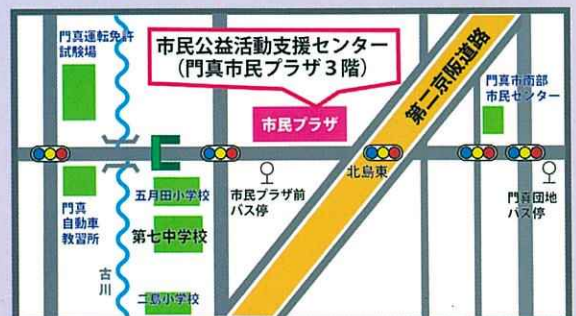 門真運転免許
試験場
市民公益活動支援センター
(門真市民プラザ3階)
市民プラザ
第二京阪道路
門真市南部
市民センター
北島東
門真
自動車
教習所
五月田小学校
市民プラザ前
バス停
門真団地
バス停
第七中学校
古川
二島小学校